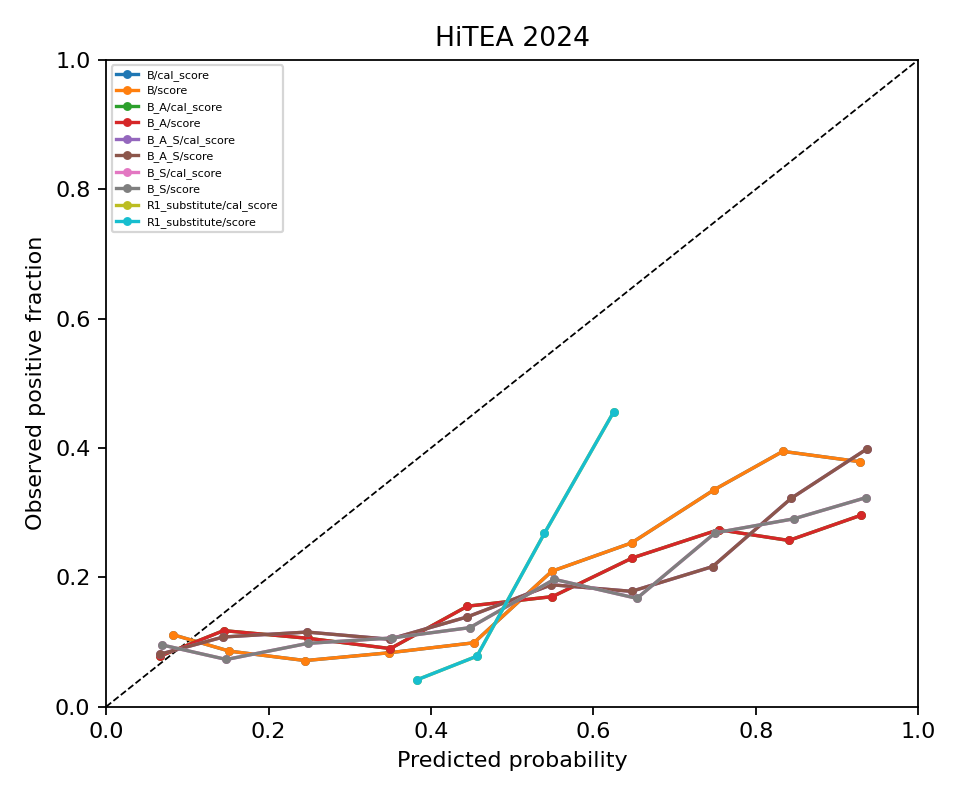 HiTEA 2024
B/cal_score
B/score
B_A/cal_score
B_A/score
B_A_S/cal_score
B_A_S/score
B_S/cal_score
B_S/score
R1_substitute/cal_score
R1_substitute/score
Observed positive fraction
1.0
0.8
0.6
0.4
0.2
0.0
0.0 0.2 0.4 0.6 0.8 1.0
Predicted probability